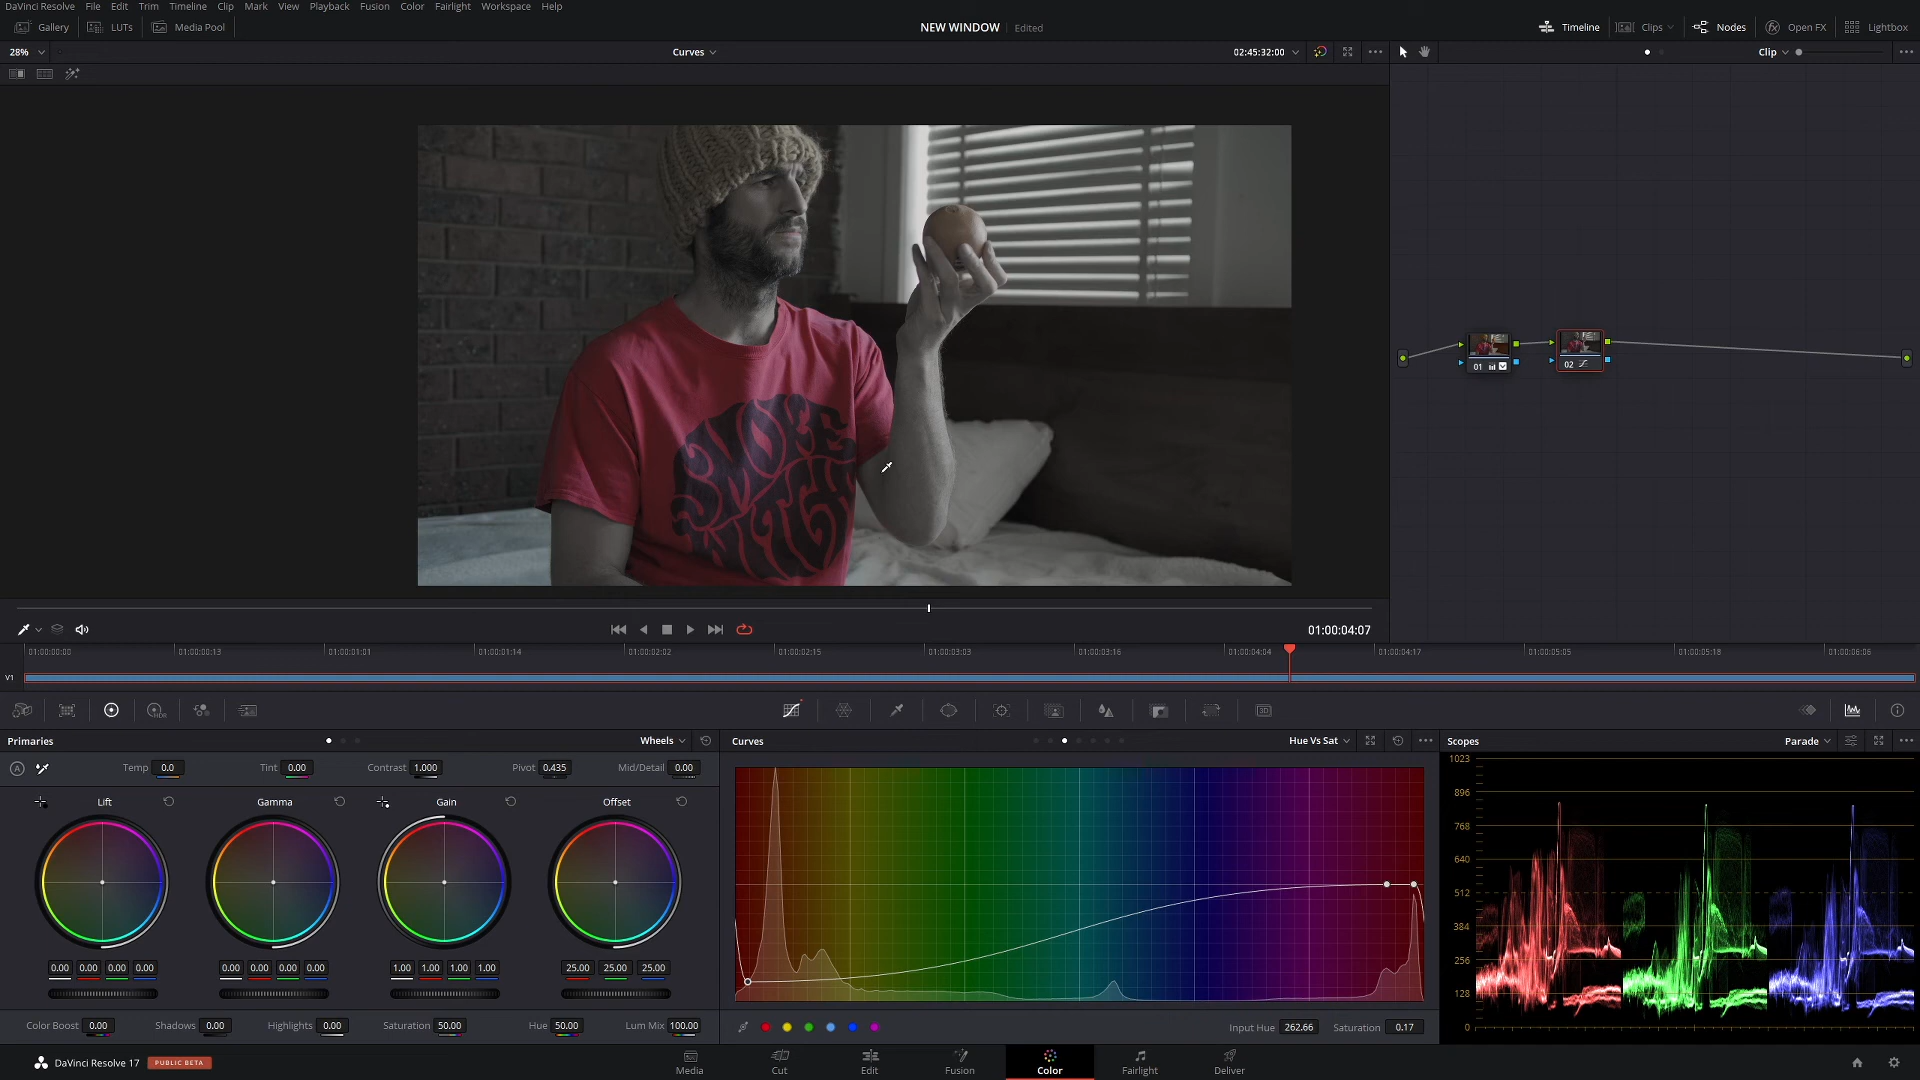 DaVinci Resolve File Edit Trim Timeline Clip Mark View Playback Fusion Color Fairlight Workspace Help
Gallery LUTs Media Pool NEW WINDOW Edited Timeline Clips Nodes Open FX Lightbox
28% Curves 02:45:32:00 Clip
SMOKE
MTN
HIGH
01 02
01:00:04:07
01:00:00:00 01:00:00:13 01:00:01:01 01:00:01:14 01:00:02:02 01:00:02:15 01:00:03:03 01:00:03:16 01:00:04:04 01:00:04:17 01:00:05:05 01:00:05:18 01:00:06:06
V1
HDR 3D
Primaries Wheels Curves Hue Vs Sat Scopes Parade
A Temp 0.0 Tint 0.00 Contrast 1.000 Pivot 0.435 Mid/Detail 0.00
Lift Gamma Gain Offset
0.00 0.00 0.00 0.00 0.00 0.00 0.00 0.00 1.00 1.00 1.00 1.00 25.00 25.00 25.00
Color Boost 0.00 Shadows 0.00 Highlights 0.00 Saturation 50.00 Hue 50.00 Lum Mix 100.00
Input Hue 262.66 Saturation 0.17
1023
896
768
640
512
384
256
128
0
DaVinci Resolve 17 PUBLIC BETA Media Cut Edit Fusion Color Fairlight Deliver